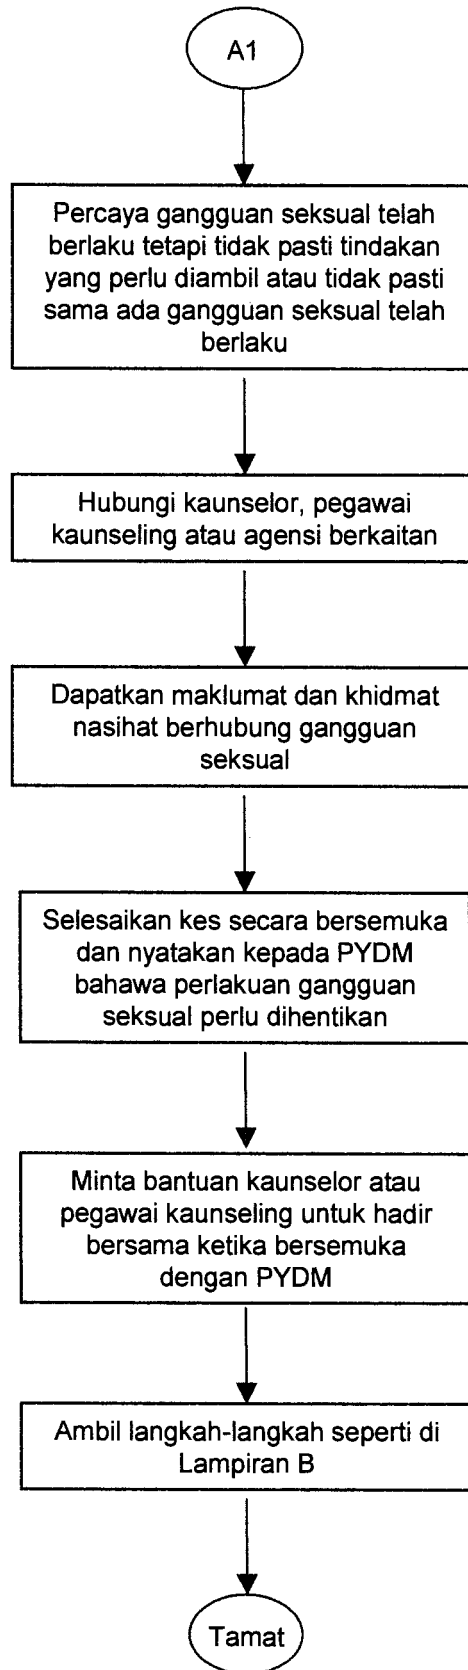 A1
Percaya gangguan seksual telah
berlaku tetapi tidak pasti tindakan
yang perlu diambil atau tidak pasti
sama ada gangguan seksual telah
berlaku
Hubungi kaunselor, pegawai
kaunseling atau agensi berkaitan
Dapatkan maklumat dan khidmat
nasihat berhubung gangguan
seksual
Selesaikan kes secara bersemuka
dan nyatakan kepada PYDM
bahawa perlakuan gangguan
seksual perlu dihentikan
Minta bantuan kaunselor atau
pegawai kaunseling untuk hadir
bersama ketika bersemuka
dengan PYDM
Ambil langkah-langkah seperti di
Lampiran B
Tamat